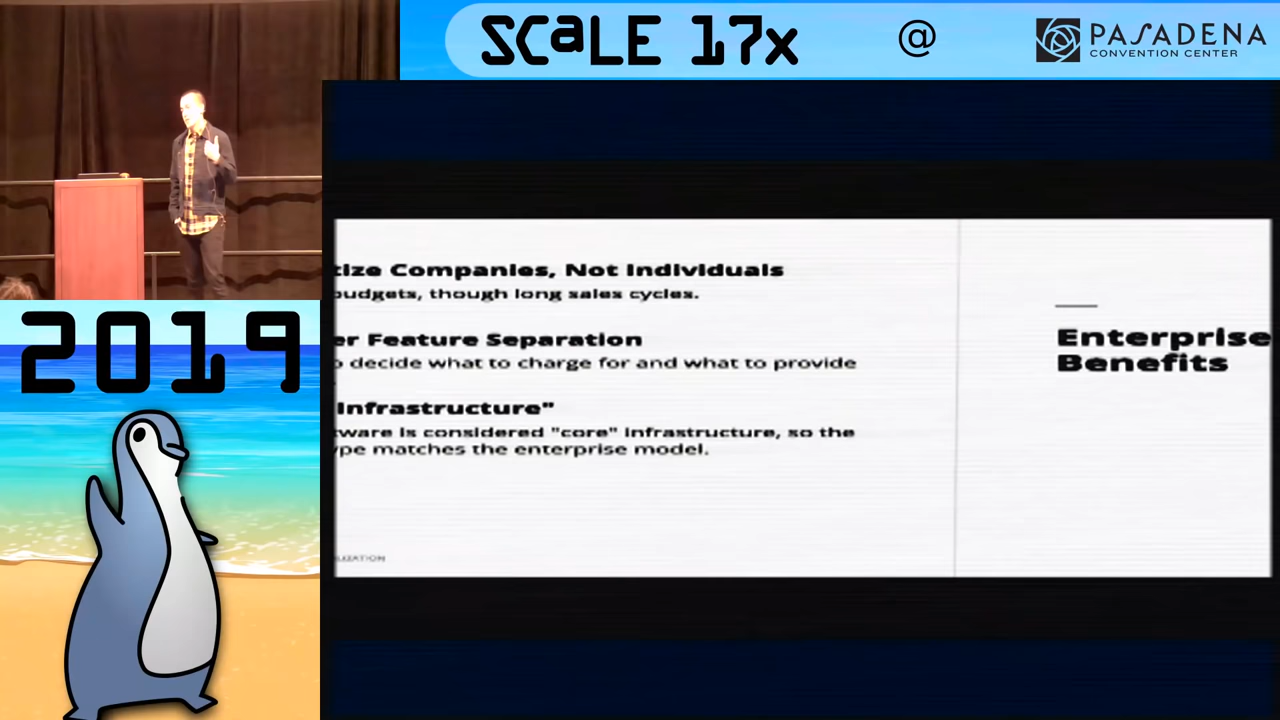 SCaLE 17x
@
PASADENA
CONVENTION CENTER
2019
tize Companies, Not Individuals
budgets, though long sales cycles.
er Feature Separation
o decide what to charge for and what to provide
Infrastructure"
tware is considered "core" infrastructure, so the
ype matches the enterprise model.
LIZATION
Enterprise
Benefits